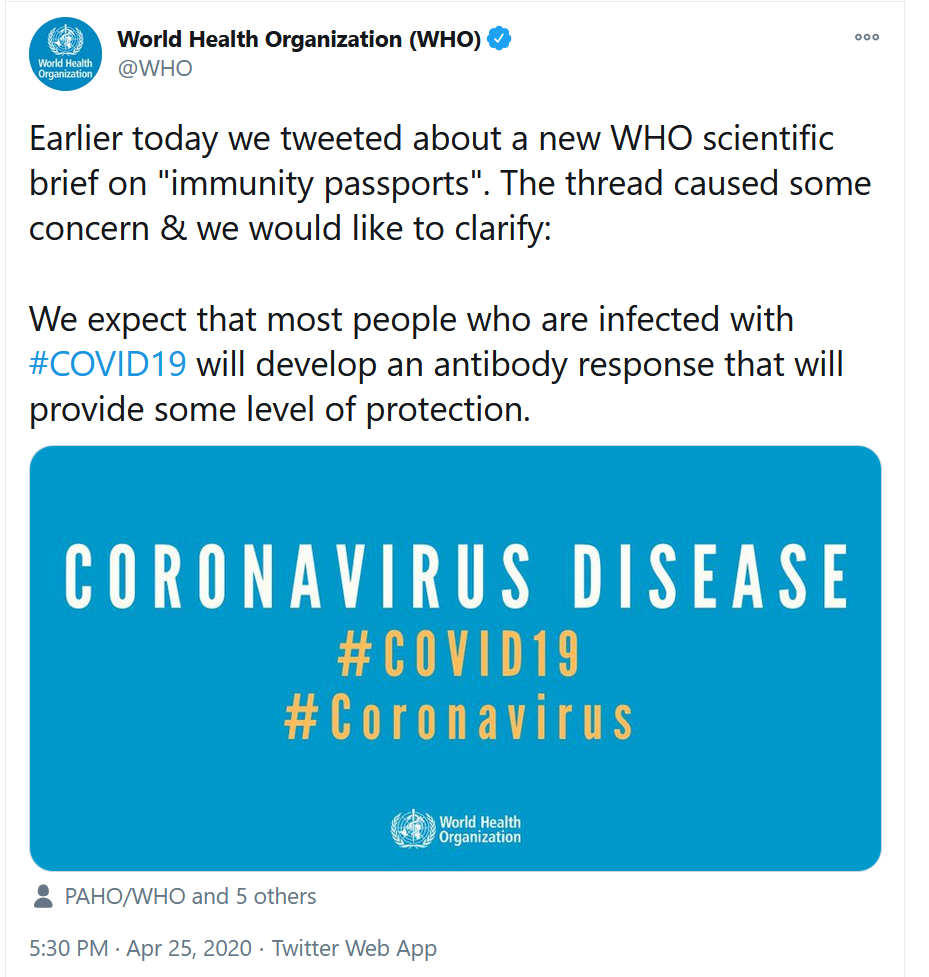 World Health Organization (WHO)
@WHO
World Health
Organization
Earlier today we tweeted about a new WHO scientific
brief on "immunity passports". The thread caused some
concern & we would like to clarify:
We expect that most people who are infected with
#COVID19 will develop an antibody response that will
provide some level of protection.
CORONAVIRUS DISEASE
#COVID19
#Coronavirus
World Health
Organization
PAHO/WHO and 5 others
5:30 PM · Apr 25, 2020 · Twitter Web App